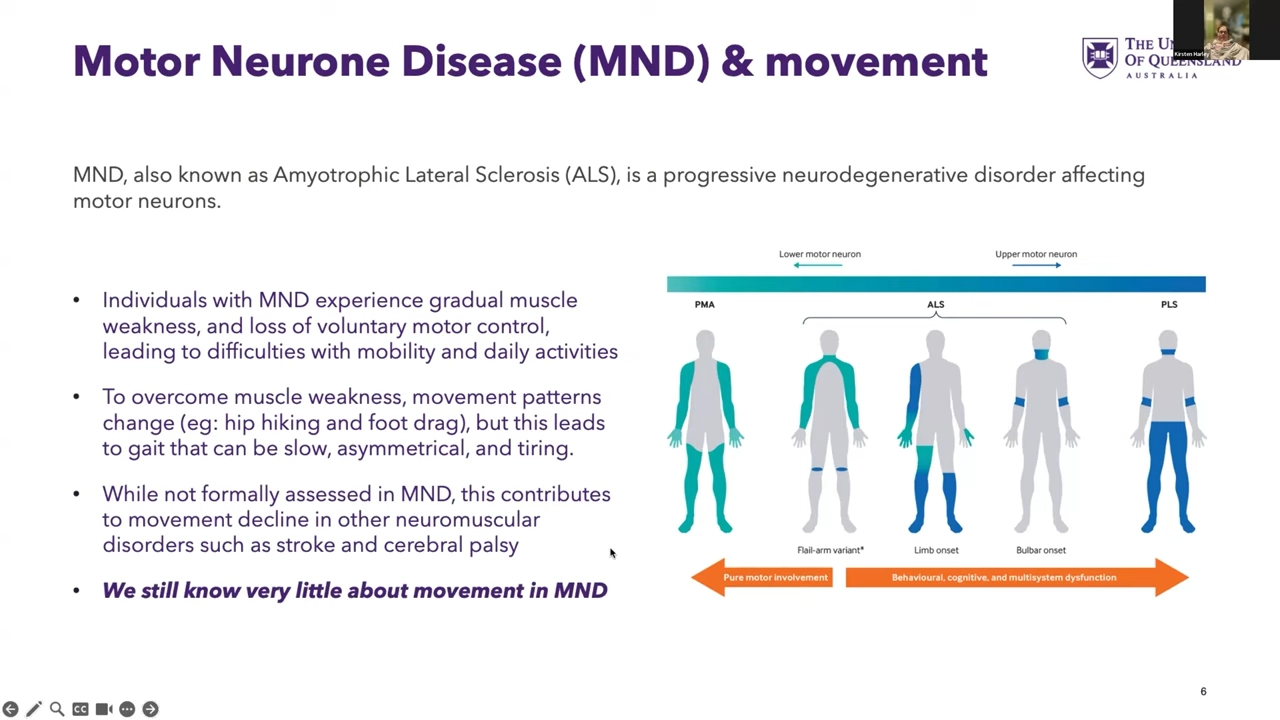 Motor Neurone Disease (MND) & movement
THE UN
OF QUEENSLAND
AUSTRALIA
Kirsten Harley
MND, also known as Amyotrophic Lateral Sclerosis (ALS), is a progressive neurodegenerative disorder affecting
motor neurons.
• Individuals with MND experience gradual muscle
weakness, and loss of voluntary motor control,
leading to difficulties with mobility and daily activities
• To overcome muscle weakness, movement patterns
change (eg: hip hiking and foot drag), but this leads
to gait that can be slow, asymmetrical, and tiring.
• While not formally assessed in MND, this contributes
to movement decline in other neuromuscular
disorders such as stroke and cerebral palsy
• We still know very little about movement in MND
Lower motor neuron
Upper motor neuron
PMA
ALS
PLS
Flail-arm variant*
Limb onset
Bulbar onset
Pure motor involvement
Behavioural, cognitive, and multisystem dysfunction
6
CC